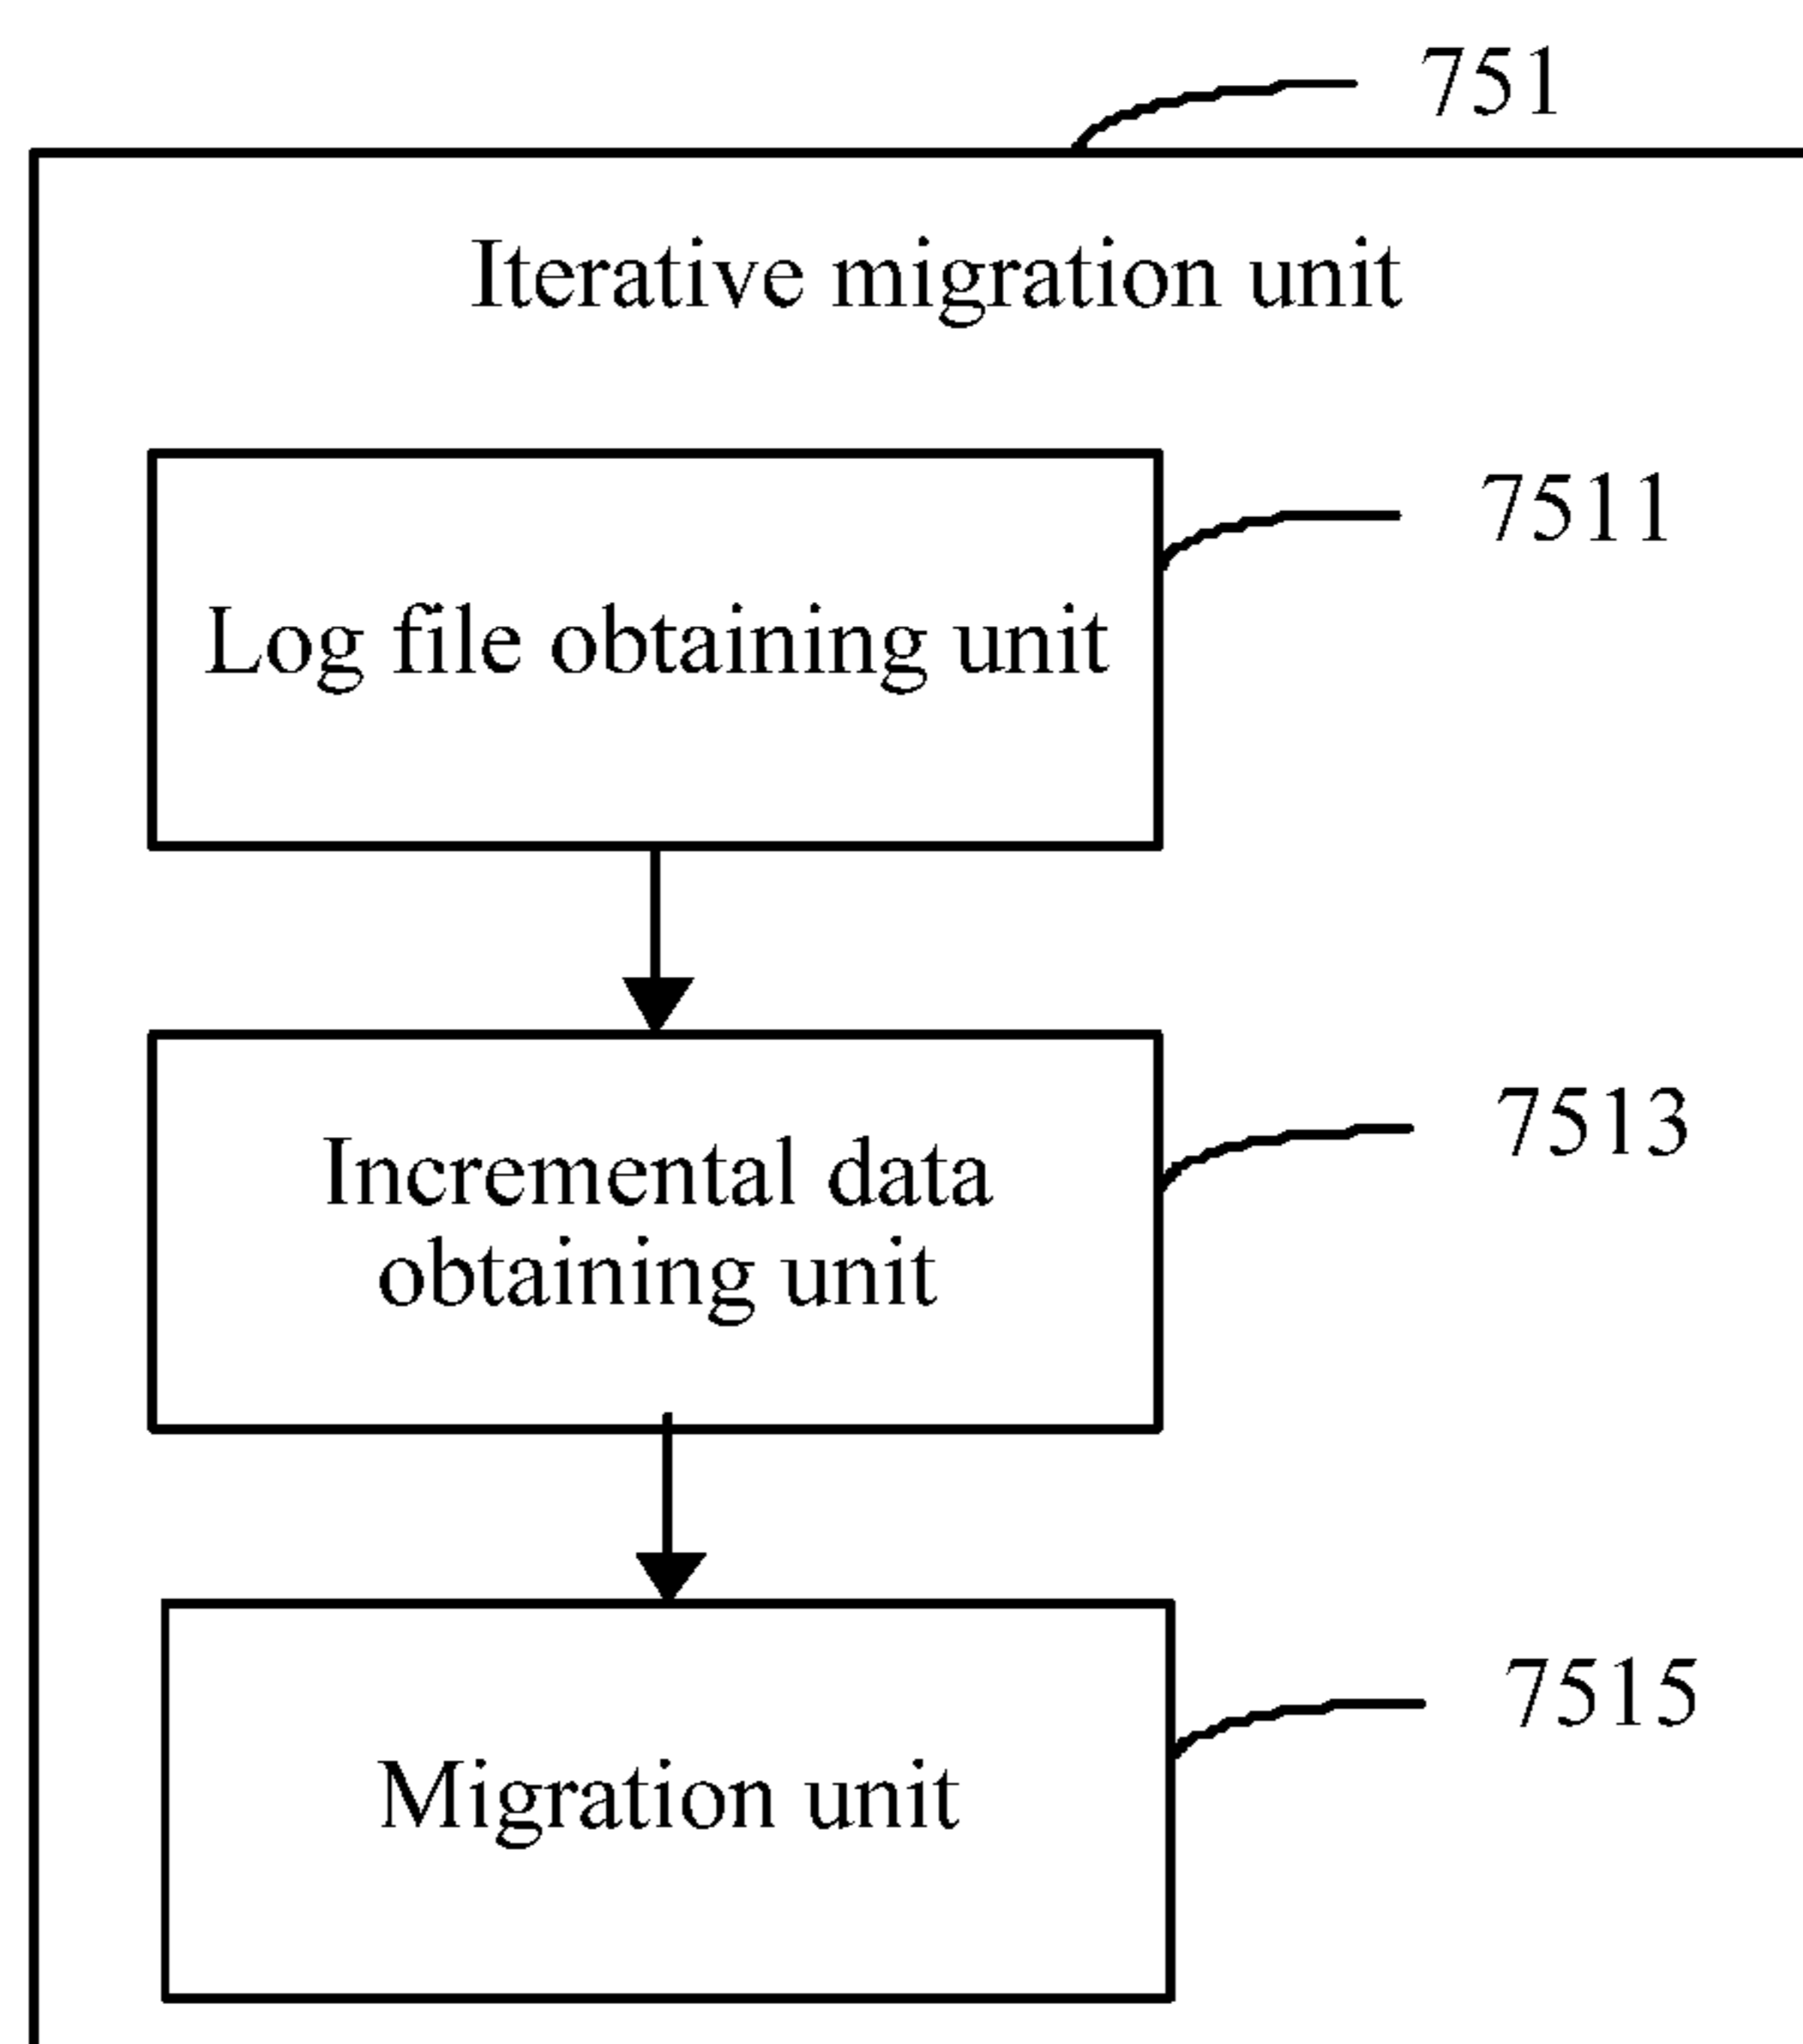 751
Iterative migration unit
7511
Log file obtaining unit
7513
Incremental data
obtaining unit
7515
Migration unit